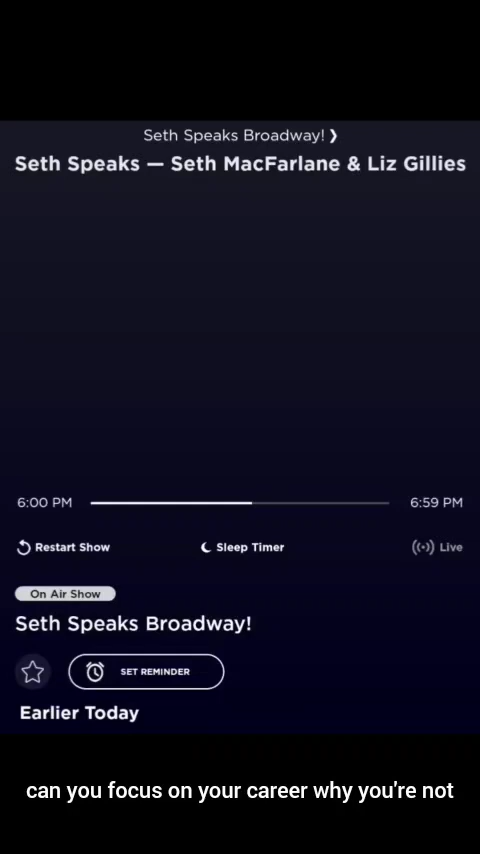 Seth Speaks Broadway! ❯
Seth Speaks — Seth MacFarlane & Liz Gillies
6:00 PM 6:59 PM
Restart Show Sleep Timer Live
On Air Show
Seth Speaks Broadway!
SET REMINDER
Earlier Today
can you focus on your career why you're not